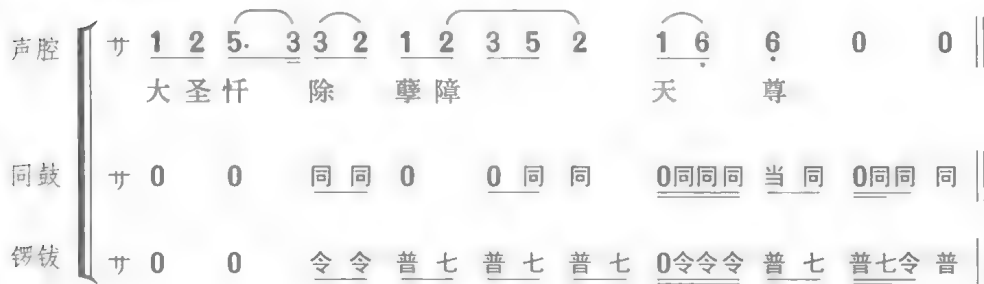 声腔 サ 1 2 5· 3 3 2 1 2 3 5 2 1 6 6 0 0
大 圣 忏 除 孽 障 天 尊
同鼓 サ 0 0 同 同 0 0 同 同 0同同同 当 同 0同同 同
锣钹 サ 0 0 令 令 普 七 普 七 普 七 0令令令 普 七 普七令 普